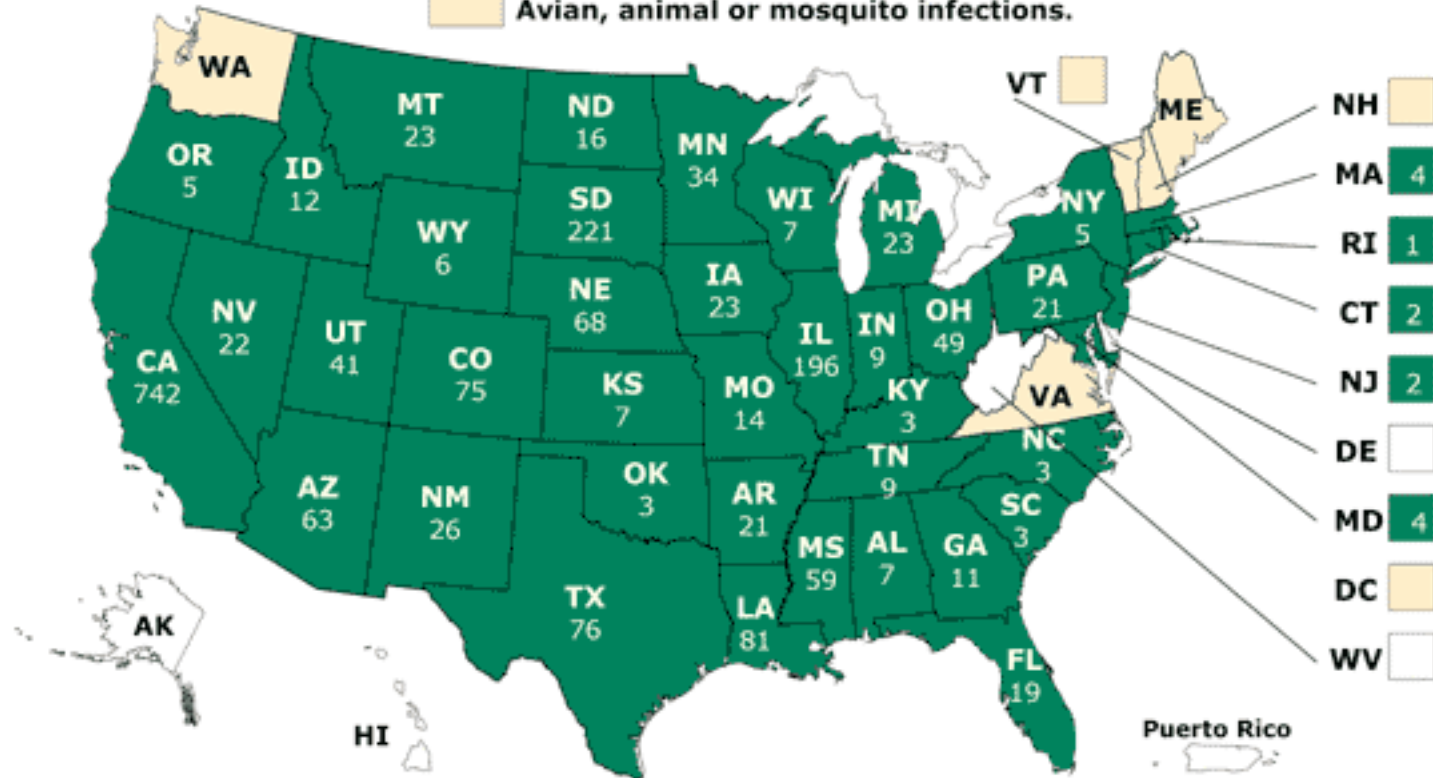 Avian, animal or mosquito infections.
WA
MT
23
ND
16
MN
34
VT
ME
NH
OR
5
ID
12
SD
221
WI
7
MI
23
NY
5
MA
4
WY
6
RI
1
NE
68
IA
23
PA
21
CT
2
NV
22
UT
41
CO
75
IL
196
IN
9
OH
49
NJ
2
CA
742
KS
7
MO
14
KY
3
VA
DE
NC
3
OK
3
TN
9
AZ
63
NM
26
AR
21
SC
3
MD
4
MS
59
AL
7
GA
11
DC
TX
76
LA
81
AK
WV
FL
19
HI
Puerto Rico